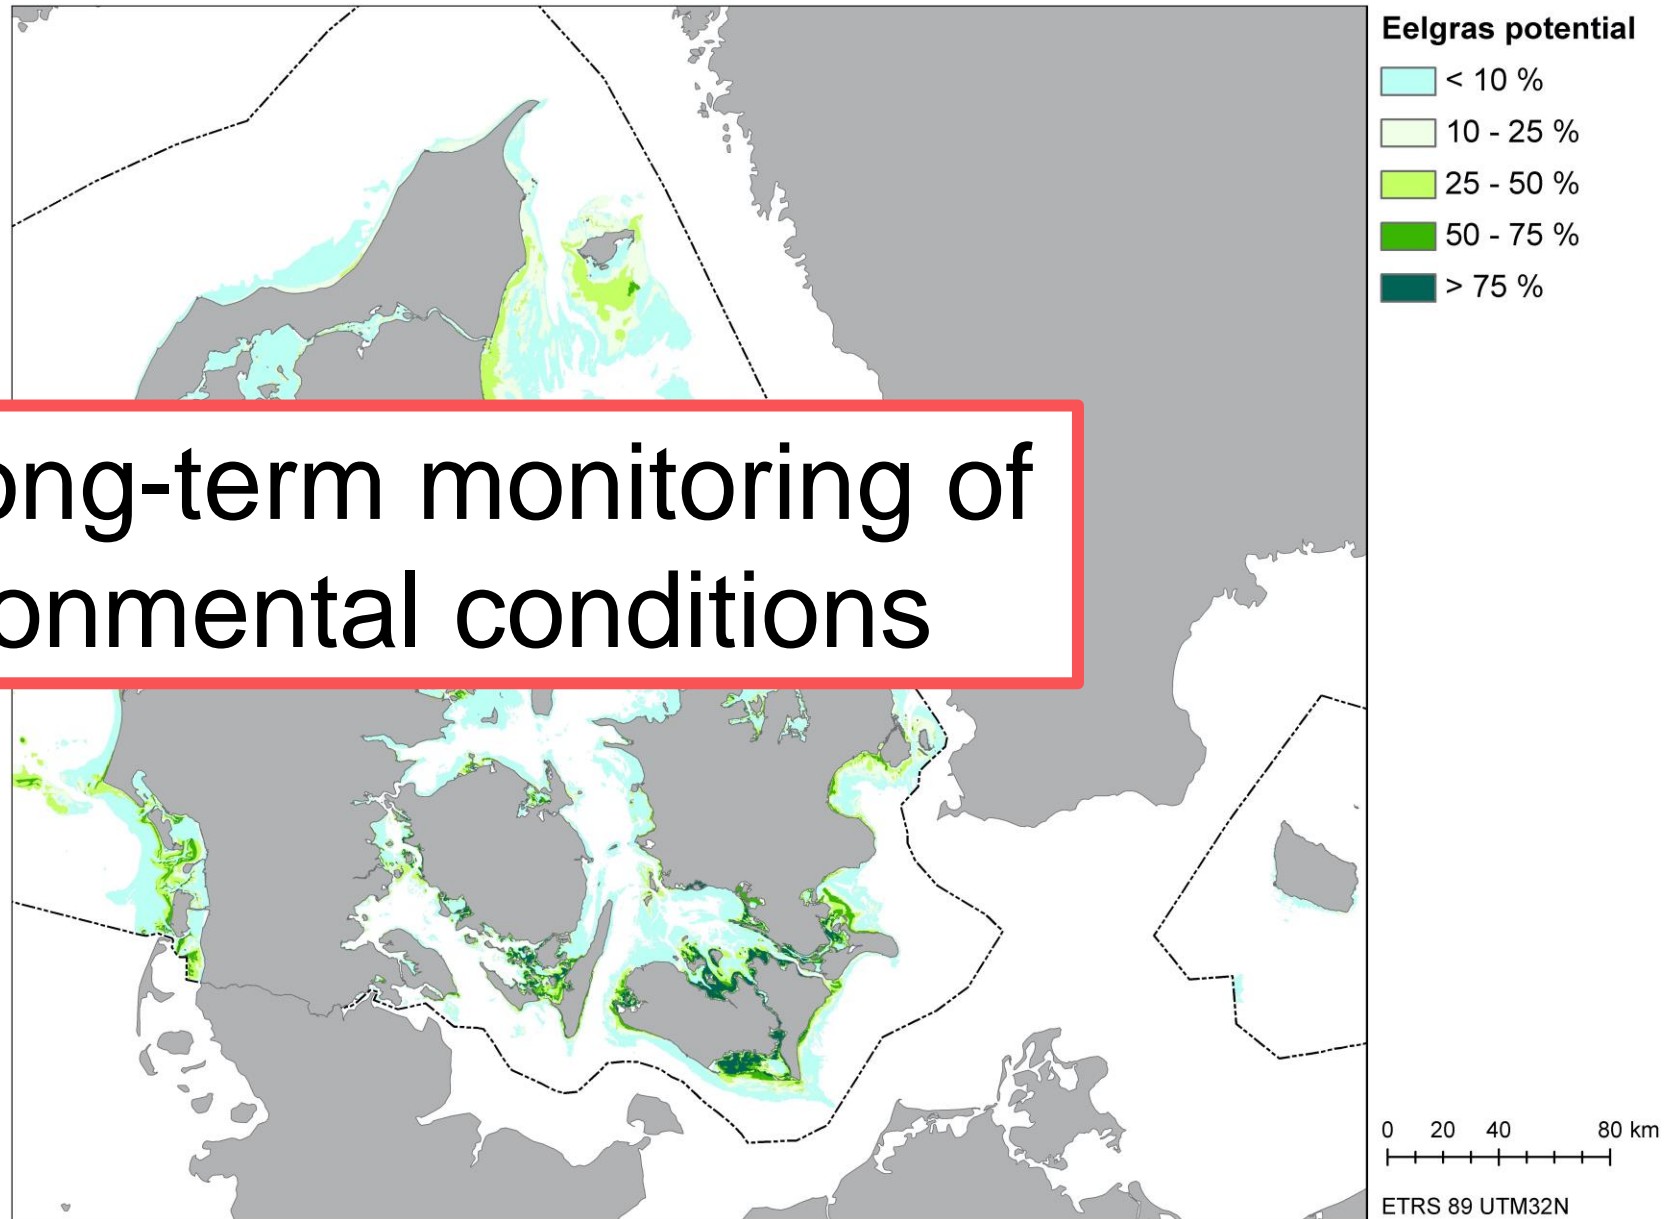 Eelgras potential
< 10 %
10 - 25 %
25 - 50 %
50 - 75 %
> 75 %
ong-term monitoring of
onmental conditions
0 20 40 80 km
ETRS 89 UTM32N